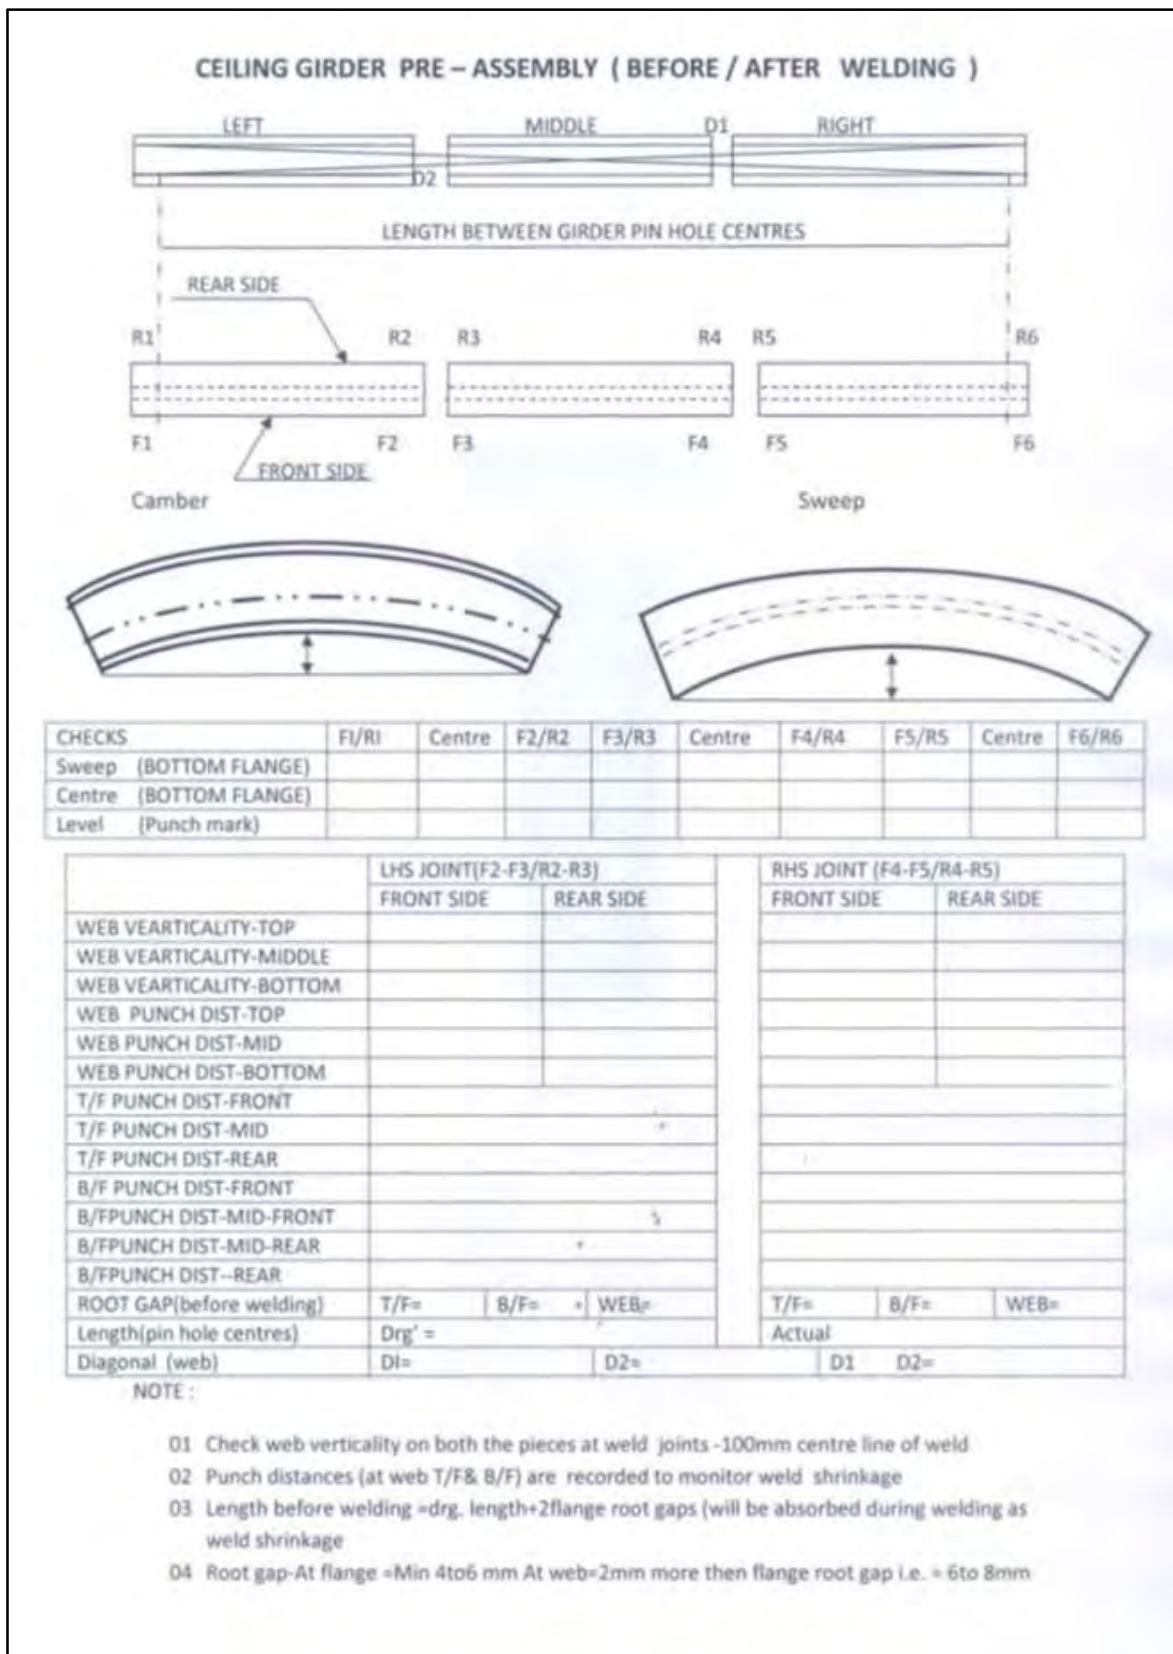 CEILING GIRDER PRE – ASSEMBLY ( BEFORE / AFTER WELDING )
LEFT MIDDLE D1 RIGHT
D2
LENGTH BETWEEN GIRDER PIN HOLE CENTRES
REAR SIDE
R1 R2 R3 R4 R5 R6
F1 F2 F3 F4 F5 F6
FRONT SIDE
Camber Sweep
CHECKS FI/RI Centre F2/R2 F3/R3 Centre F4/R4 F5/R5 Centre F6/R6
Sweep (BOTTOM FLANGE)
Centre (BOTTOM FLANGE)
Level (Punch mark)
LHS JOINT(F2-F3/R2-R3) RHS JOINT (F4-F5/R4-R5)
FRONT SIDE REAR SIDE FRONT SIDE REAR SIDE
WEB VEARTICALITY-TOP
WEB VEARTICALITY-MIDDLE
WEB VEARTICALITY-BOTTOM
WEB PUNCH DIST-TOP
WEB PUNCH DIST-MID
WEB PUNCH DIST-BOTTOM
T/F PUNCH DIST-FRONT
T/F PUNCH DIST-MID
T/F PUNCH DIST-REAR
B/F PUNCH DIST-FRONT
B/FPUNCH DIST-MID-FRONT
B/FPUNCH DIST-MID-REAR
B/FPUNCH DIST--REAR
ROOT GAP(before welding) T/F= B/F= WEB= T/F= B/F= WEB=
Length(pin hole centres) Drg' = Actual
Diagonal (web) DI= D2= D1 D2=
NOTE :
01 Check web verticality on both the pieces at weld joints -100mm centre line of weld
02 Punch distances (at web T/F& B/F) are recorded to monitor weld shrinkage
03 Length before welding =drg. length+2flange root gaps (will be absorbed during welding as
weld shrinkage
04 Root gap-At flange =Min 4to6 mm At web=2mm more then flange root gap i.e. = 6to 8mm